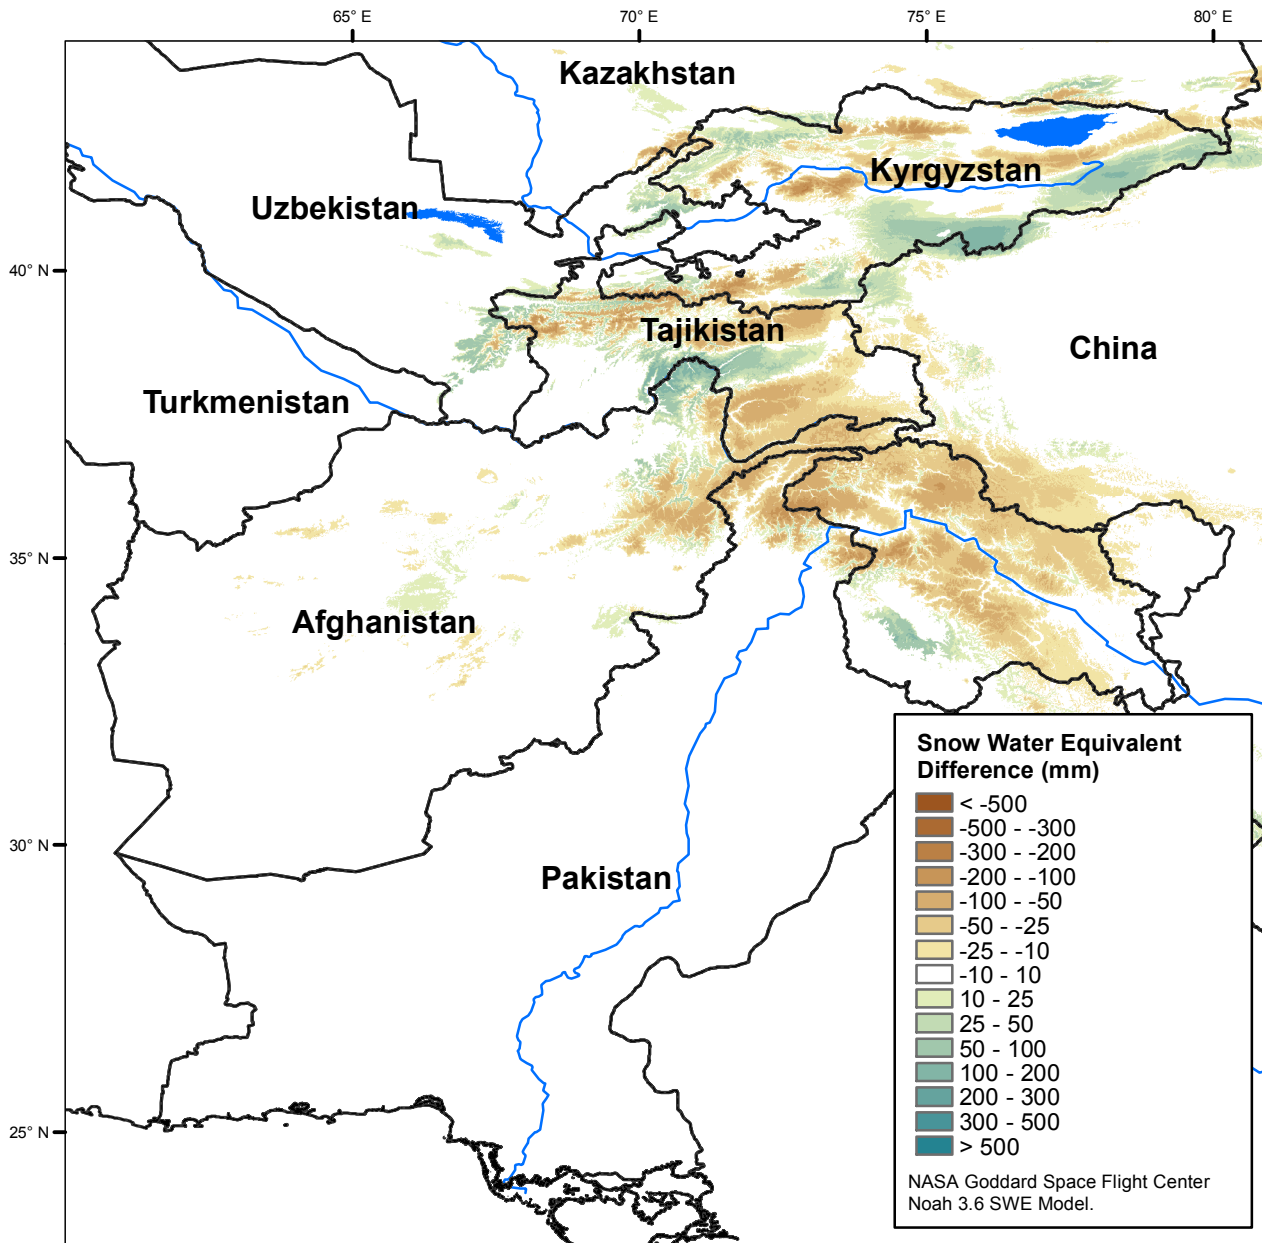 65° E
70° E
75° E
80° E
Kazakhstan
Kyrgyzstan
Uzbekistan
40° N
Tajikistan
China
Turkmenistan
35° N
Afghanistan
30° N
Pakistan
25° N
Snow Water Equivalent
Difference (mm)
< -500
-500 - -300
-300 - -200
-200 - -100
-100 - -50
-50 - -25
-25 - -10
-10 - 10
10 - 25
25 - 50
50 - 100
100 - 200
200 - 300
300 - 500
> 500
NASA Goddard Space Flight Center
Noah 3.6 SWE Model.